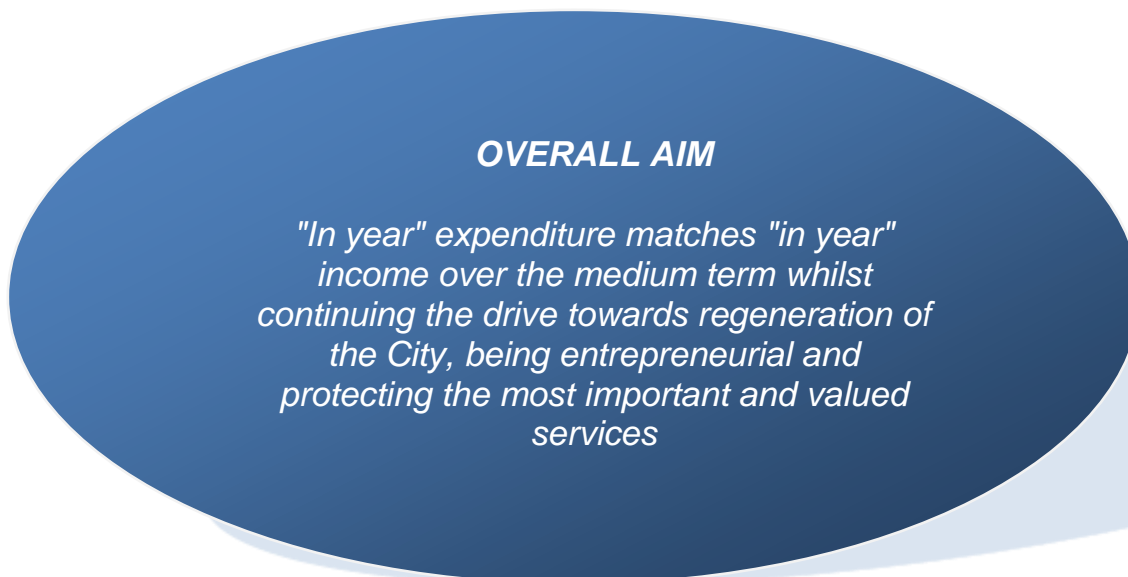 OVERALL AIM
"In year" expenditure matches "in year"
income over the medium term whilst
continuing the drive towards regeneration of
the City, being entrepreneurial and
protecting the most important and valued
services